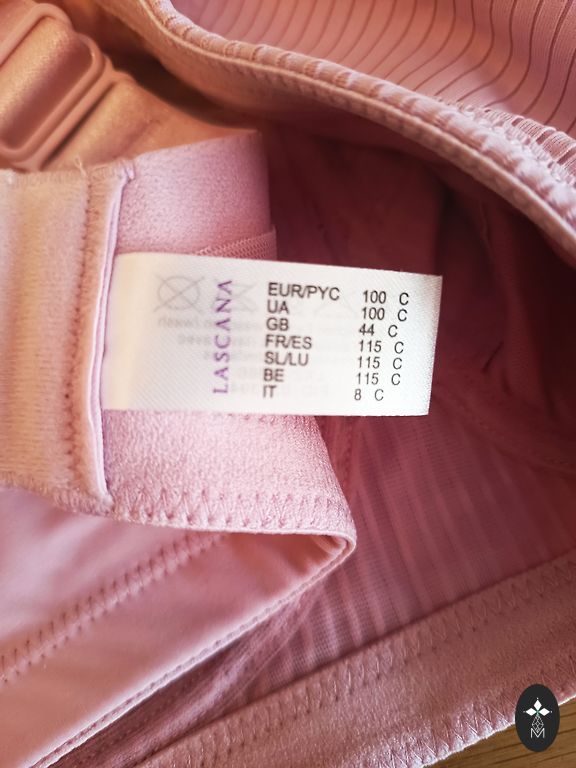 LASCANA
EUR/PYC 100 C
UA 100 C
GB 44 C
FR/ES 115 C
SL/LU 115 C
BE 115 C
IT 8 C
M